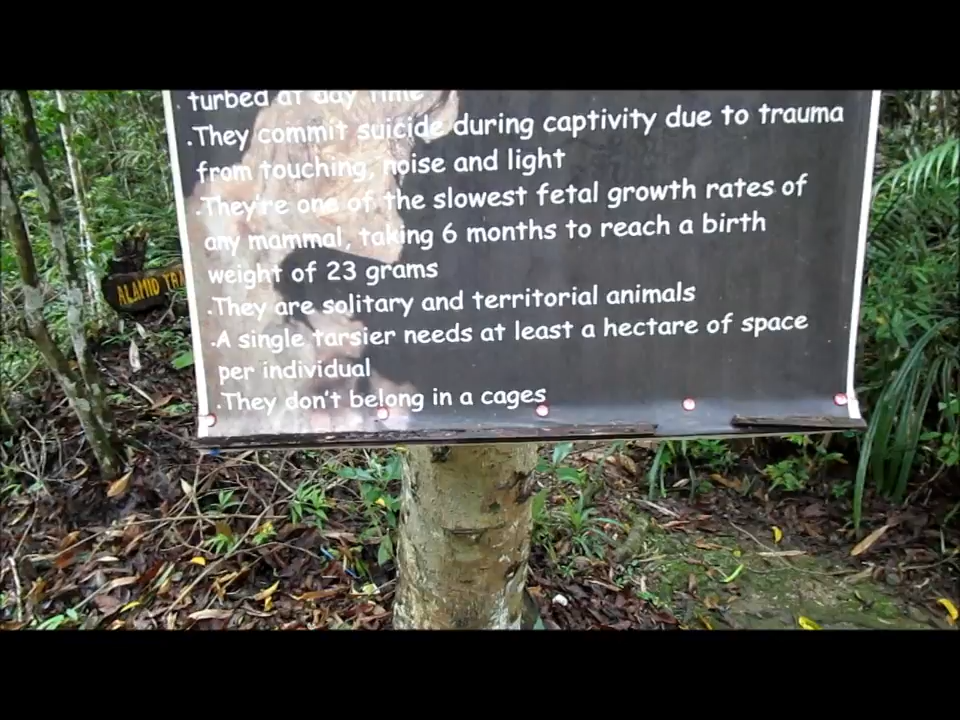 turbed at day time
.They commit suicide during captivity due to trauma
from touching, noise and light
.They're one of the slowest fetal growth rates of
any mammal, taking 6 months to reach a birth
weight of 23 grams
.They are solitary and territorial animals
.A single tarsier needs at least a hectare of space
per individual
.They don't belong in a cages
ALAMID